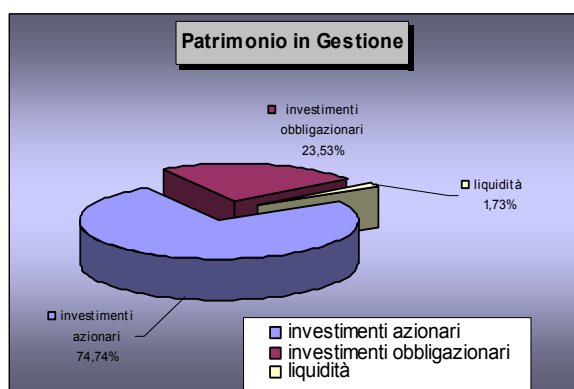 Patrimonio in Gestione
investimenti
obbligazionari
23,53%
liquidità
1,73%
investimenti
azionari
74,74%
investimenti azionari
investimenti obbligazionari
liquidità